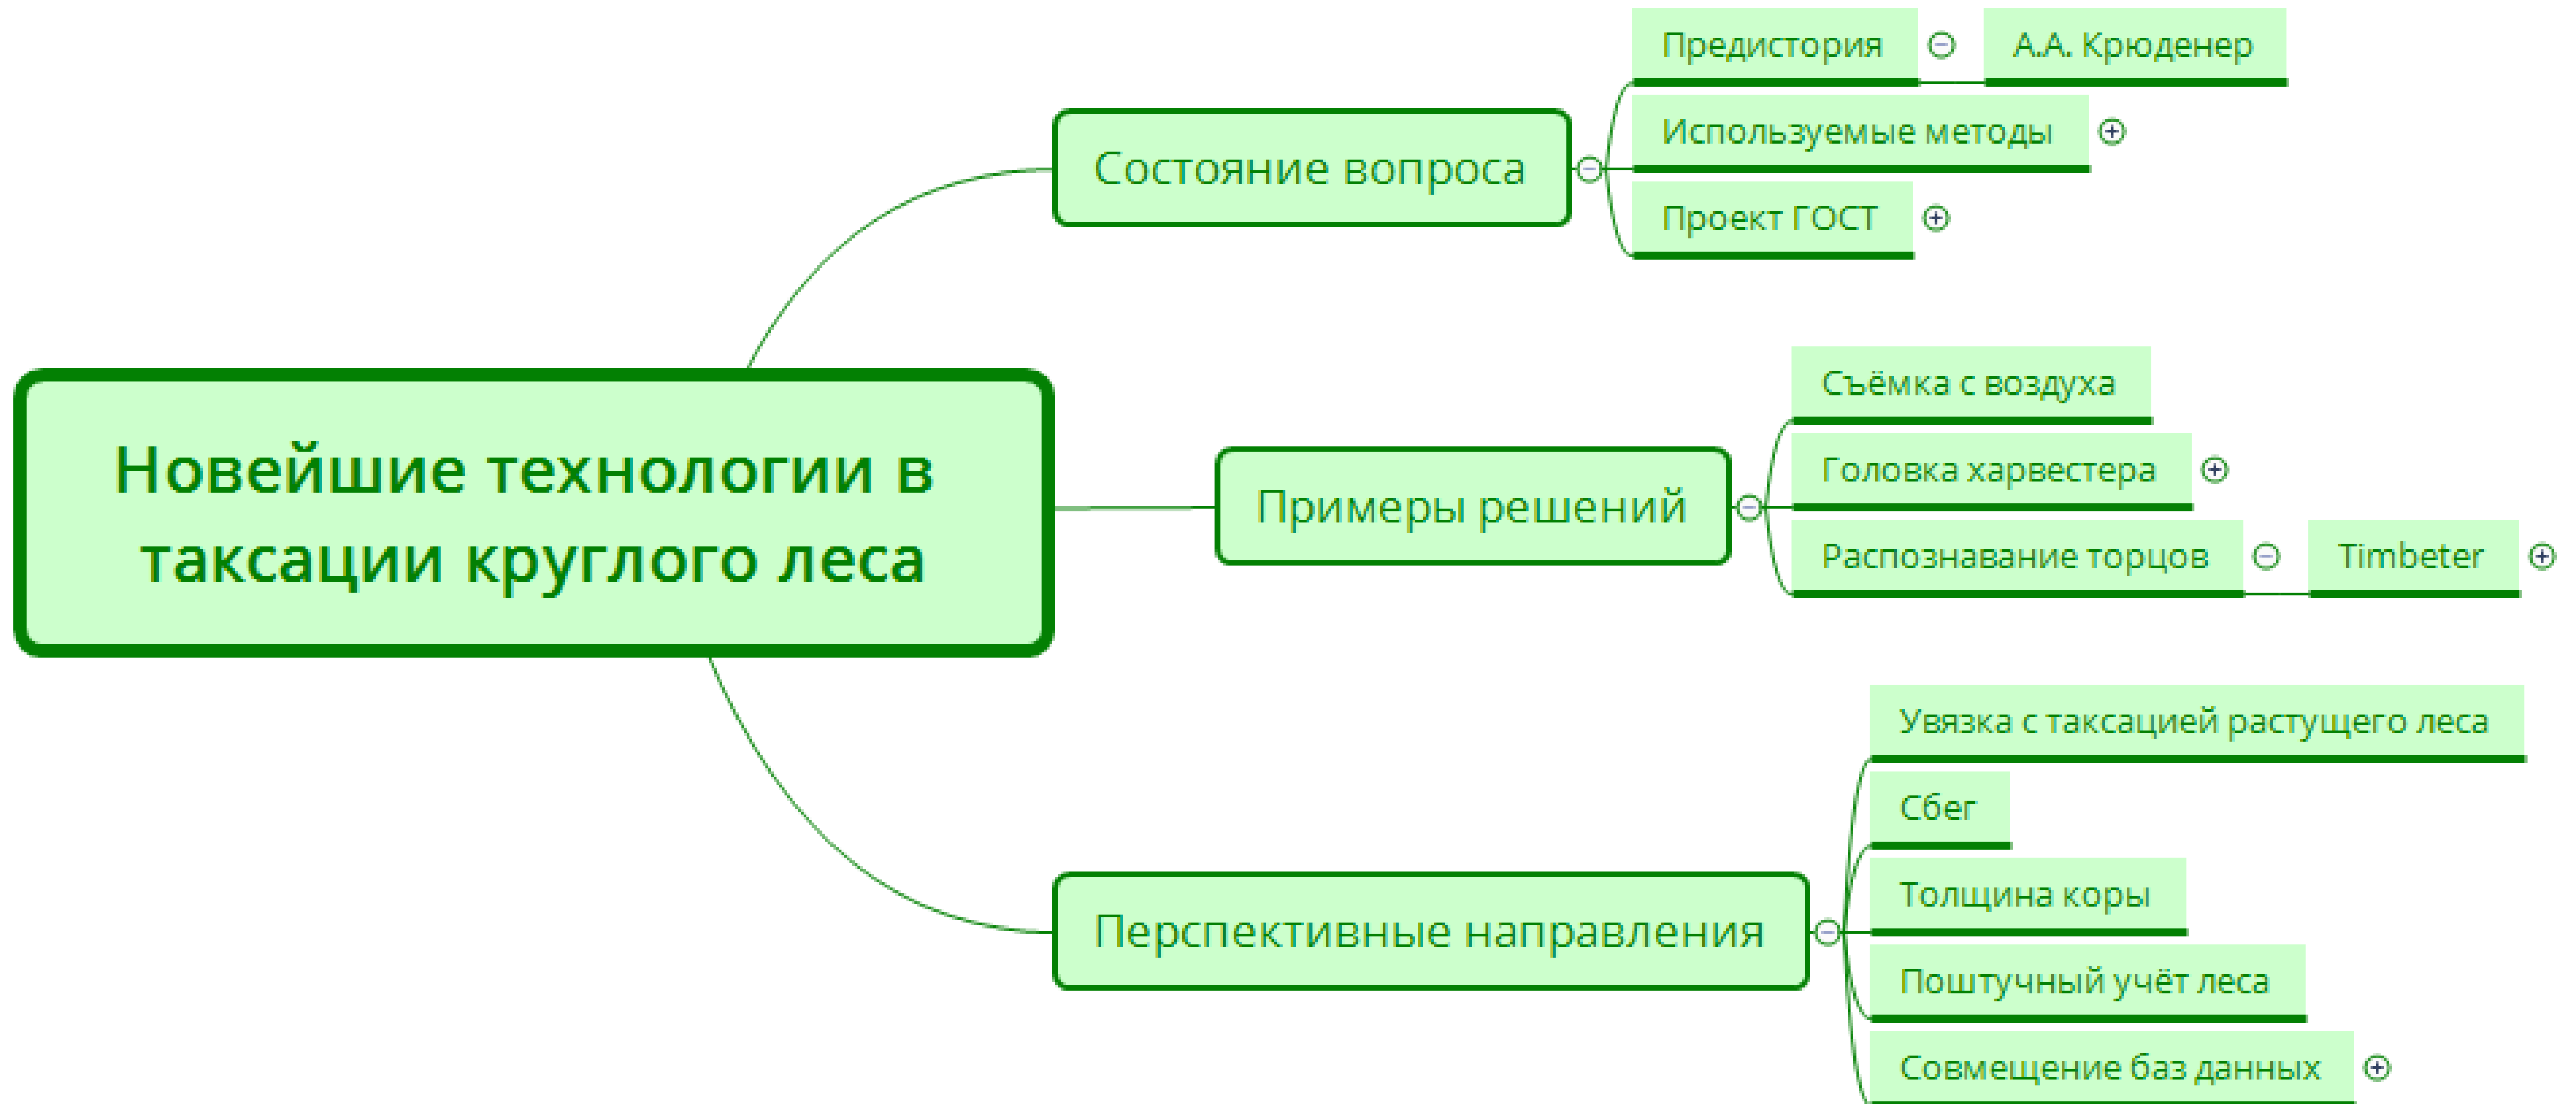 Новейшие технологии в
таксации круглого леса
Состояние вопроса
Предистория
А.А. Крюденер
Используемые методы
Проект ГОСТ
Примеры решений
Съёмка с воздуха
Головка харвестера
Распознавание торцов
Timbeter
Перспективные направления
Увязка с таксацией растущего леса
Сбег
Толщина коры
Поштучный учёт леса
Совмещение баз данных